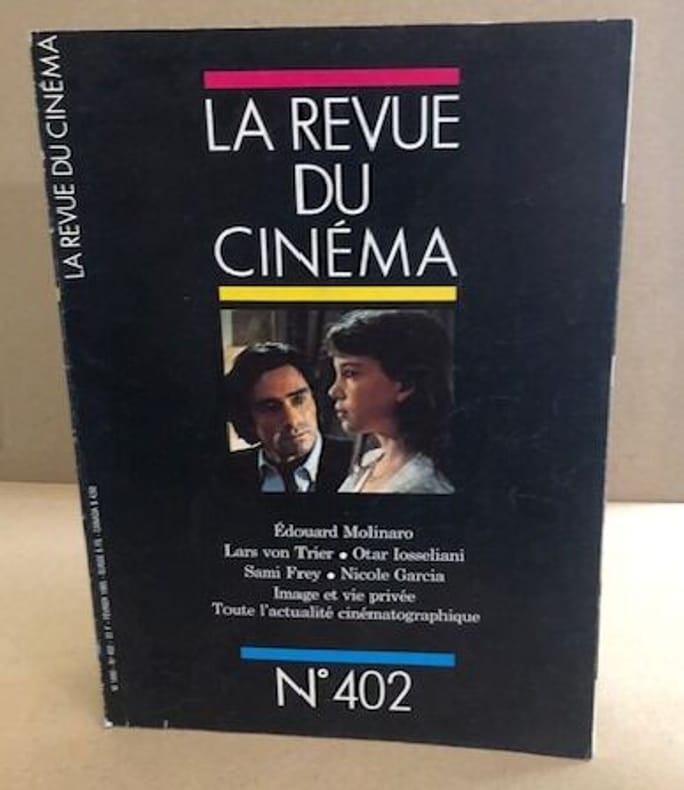 LA REVUE DU CINÉMA
LA REVUE
DU
CINÉMA
Édouard Molinaro
Lars von Trier • Otar Iosseliani
Sami Frey • Nicole Garcia
Image et vie privée
Toute l'actualité cinématographique
N° 402